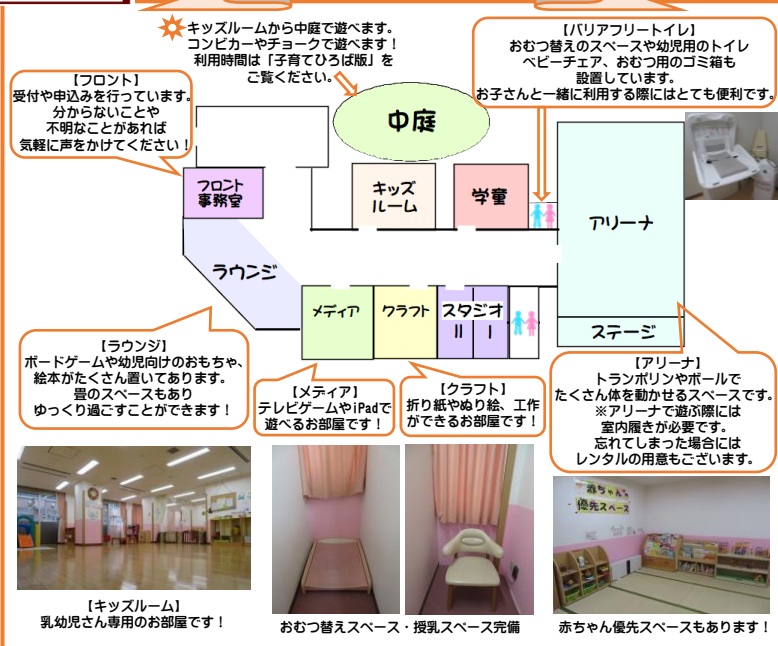 キッズルームから中庭で遊べます。
コンビカーやチョークで遊べます！
利用時間は「子育てひろば版」を
ご覧ください。
【バリアフリートイレ】
おむつ替えのスペースや幼児用のトイレ
ベビーチェア、おむつ用のゴミ箱も
設置しています。
お子さんと一緒に利用する際にはとても便利です。
【フロント】
受付や申込みを行っています。
分からないことや
不明なことがあれば
気軽に声をかけてください！
中庭
フロント
事務室
キッズ
ルーム
学童
アリーナ
ラウンジ
メディア
クラフト
スタジオ
II I
ステージ
【ラウンジ】
ボードゲームや幼児向けのおもちゃ、
絵本がたくさん置いてあります。
畳のスペースもあり
ゆっくり過ごすことができます！
【メディア】
テレビゲームやiPadで
遊べるお部屋です！
【クラフト】
折り紙やぬり絵、工作
ができるお部屋です！
【アリーナ】
トランポリンやボールで
たくさん体を動かせるスペースです。
※アリーナで遊ぶ際には
室内履きが必要です。
忘れてしまった場合には
レンタルの用意もございます。
赤ちゃんの
優先スペース
【キッズルーム】
乳幼児さん専用のお部屋です！
おむつ替えスペース・授乳スペース完備
赤ちゃん優先スペースもあります！